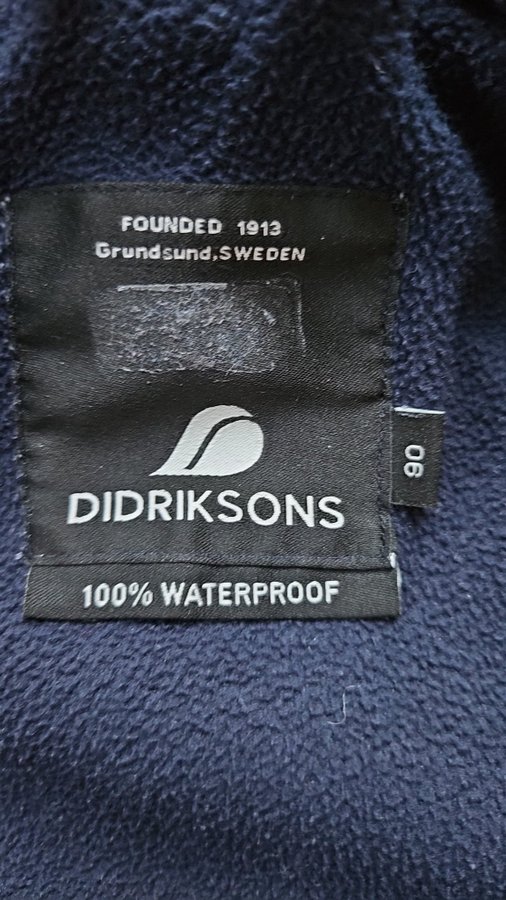 FOUNDED 1913
Grundsund,SWEDEN
DIDRIKSONS
90
100% WATERPROOF